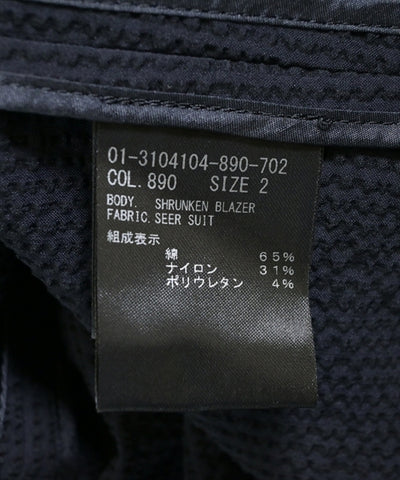 01-3104104-890-702
COL. 890 SIZE 2
BODY. SHRUNKEN BLAZER
FABRIC. SEER SUIT
組成表示
綿 65%
ナイロン 31%
ポリウレタン 4%